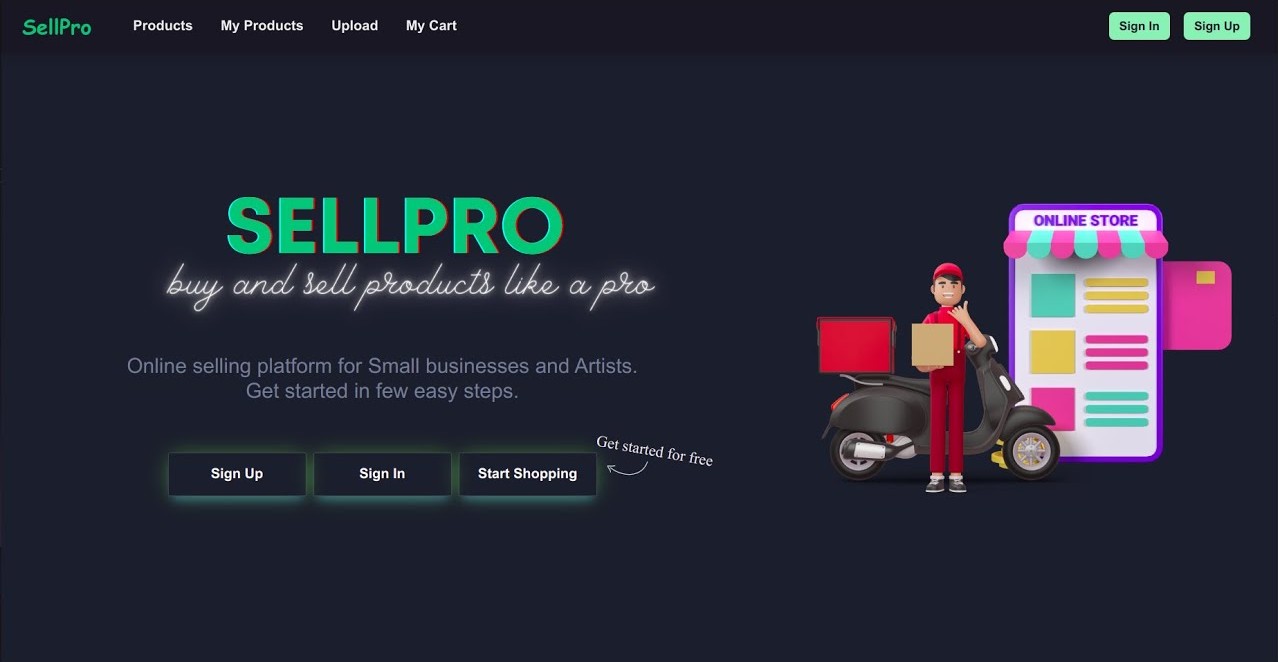 SellPro
Products
My Products
Upload
My Cart
Sign In
Sign Up
SELLPRO
buy and sell products like a pro
Online selling platform for Small businesses and Artists.
Get started in few easy steps.
Sign Up
Sign In
Start Shopping
Get started for free
ONLINE STORE